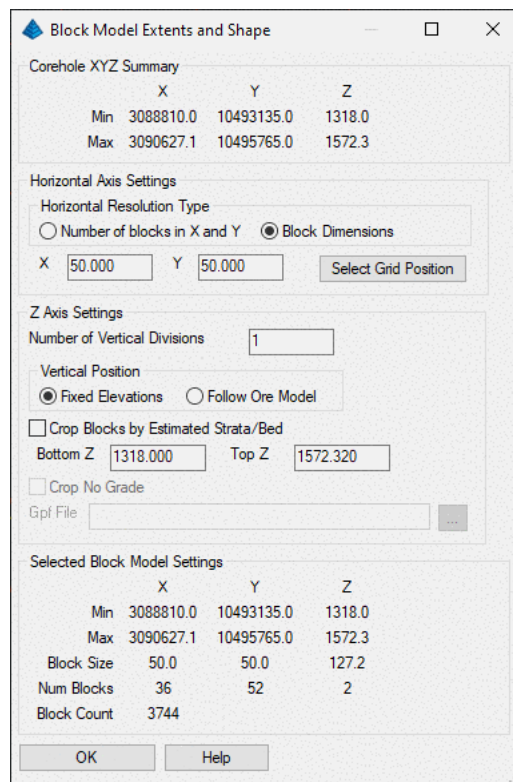 Block Model Extents and Shape
Corehole XYZ Summary
X Y Z
Min 3088810.0 10493135.0 1318.0
Max 3090627.1 10495765.0 1572.3
Horizontal Axis Settings
Horizontal Resolution Type
Number of blocks in X and Y Block Dimensions
X 50.000 Y 50.000 Select Grid Position
Z Axis Settings
Number of Vertical Divisions 1
Vertical Position
Fixed Elevations Follow Ore Model
Crop Blocks by Estimated Strata/Bed
Bottom Z 1318.000 Top Z 1572.320
Crop No Grade
Gpf File ...
Selected Block Model Settings
X Y Z
Min 3088810.0 10493135.0 1318.0
Max 3090627.1 10495765.0 1572.3
Block Size 50.0 50.0 127.2
Num Blocks 36 52 2
Block Count 3744
OK Help